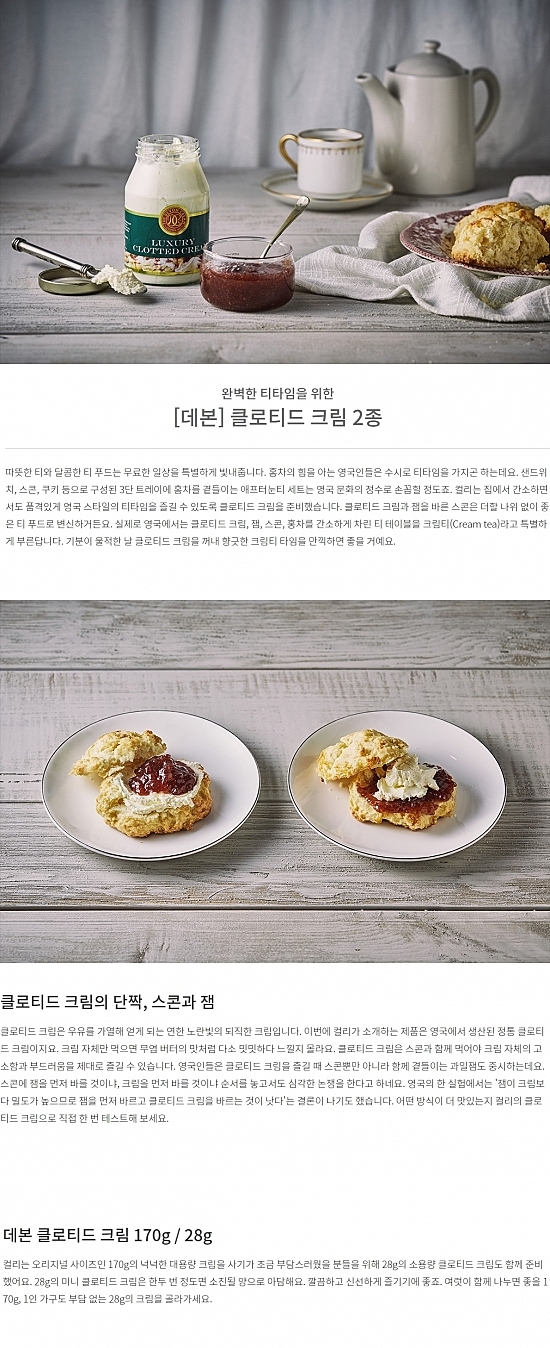 LUXURY
CLOTTED CREAM
완벽한 티타임을 위한
[데본] 클로티드 크림 2종
따뜻한 티와 달콤한 티 푸드는 무료한 일상을 특별하게 빛내줍니다. 홍차의 힘을 아는 영국인들은 수시로 티타임을 가지곤 하는데요. 샌드위
치, 스콘, 쿠키 등으로 구성된 3단 트레이에 홍차를 곁들이는 애프터눈티 세트는 영국 문화의 정수로 손꼽힐 정도죠. 컬리는 집에서 간소하면
서도 품격있게 영국 스타일의 티타임을 즐길 수 있도록 클로티드 크림을 준비했습니다. 클로티드 크림과 잼을 바른 스콘은 더할 나위 없이 좋
은 티 푸드로 변신하거든요. 실제로 영국에서는 클로티드 크림, 잼, 스콘, 홍차를 간소하게 차린 티 테이블을 크림티(Cream tea)라고 특별하
게 부른답니다. 기분이 울적한 날 클로티드 크림을 꺼내 향긋한 크림티 타임을 만끽하면 좋을 거예요.
클로티드 크림의 단짝, 스콘과 잼
클로티드 크림은 우유를 가열해 얻게 되는 연한 노란빛의 되직한 크림입니다. 이번에 컬리가 소개하는 제품은 영국에서 생산된 정통 클로티
드 크림이지요. 크림 자체만 먹으면 무염 버터의 맛처럼 다소 밋밋하다 느낄지 몰라요. 클로티드 크림은 스콘과 함께 먹어야 크림 자체의 고
소함과 부드러움을 제대로 즐길 수 있습니다. 영국인들은 클로티드 크림을 즐길 때 스콘뿐만 아니라 함께 곁들이는 과일잼도 중시하는데요.
스콘에 잼을 먼저 바를 것이냐, 크림을 먼저 바를 것이냐 순서를 놓고서도 심각한 논쟁을 한다고 하네요. 영국의 한 실험에서는 '잼이 크림보
다 밀도가 높으므로 잼을 먼저 바르고 클로티드 크림을 바르는 것이 낫다'는 결론이 나기도 했습니다. 어떤 방식이 더 맛있는지 컬리의 클로
티드 크림으로 직접 한 번 테스트해 보세요.
데본 클로티드 크림 170g / 28g
컬리는 오리지널 사이즈인 170g의 넉넉한 대용량 크림을 사기가 조금 부담스러웠을 분들을 위해 28g의 소용량 클로티드 크림도 함께 준비
했어요. 28g의 미니 클로티드 크림은 한두 번 정도면 소진될 양으로 아담해요. 깔끔하고 신선하게 즐기기에 좋죠. 여럿이 함께 나누면 좋을 1
70g, 1인 가구도 부담 없는 28g의 크림을 골라가세요.